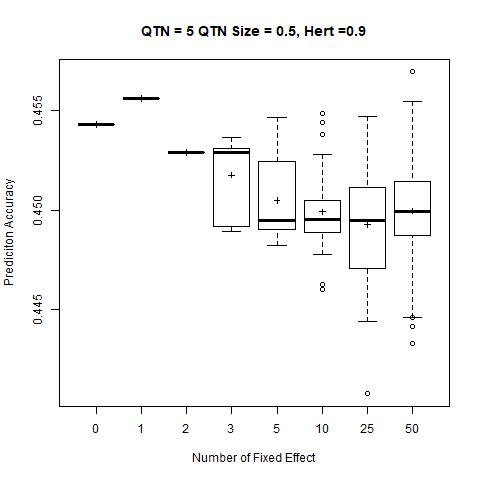 QTN = 5 QTN Size = 0.5, Hert =0.9
0.455
0.450
0.445
Prediciton Accuracy
0 1 2 3 5 10 25 50
Number of Fixed Effect